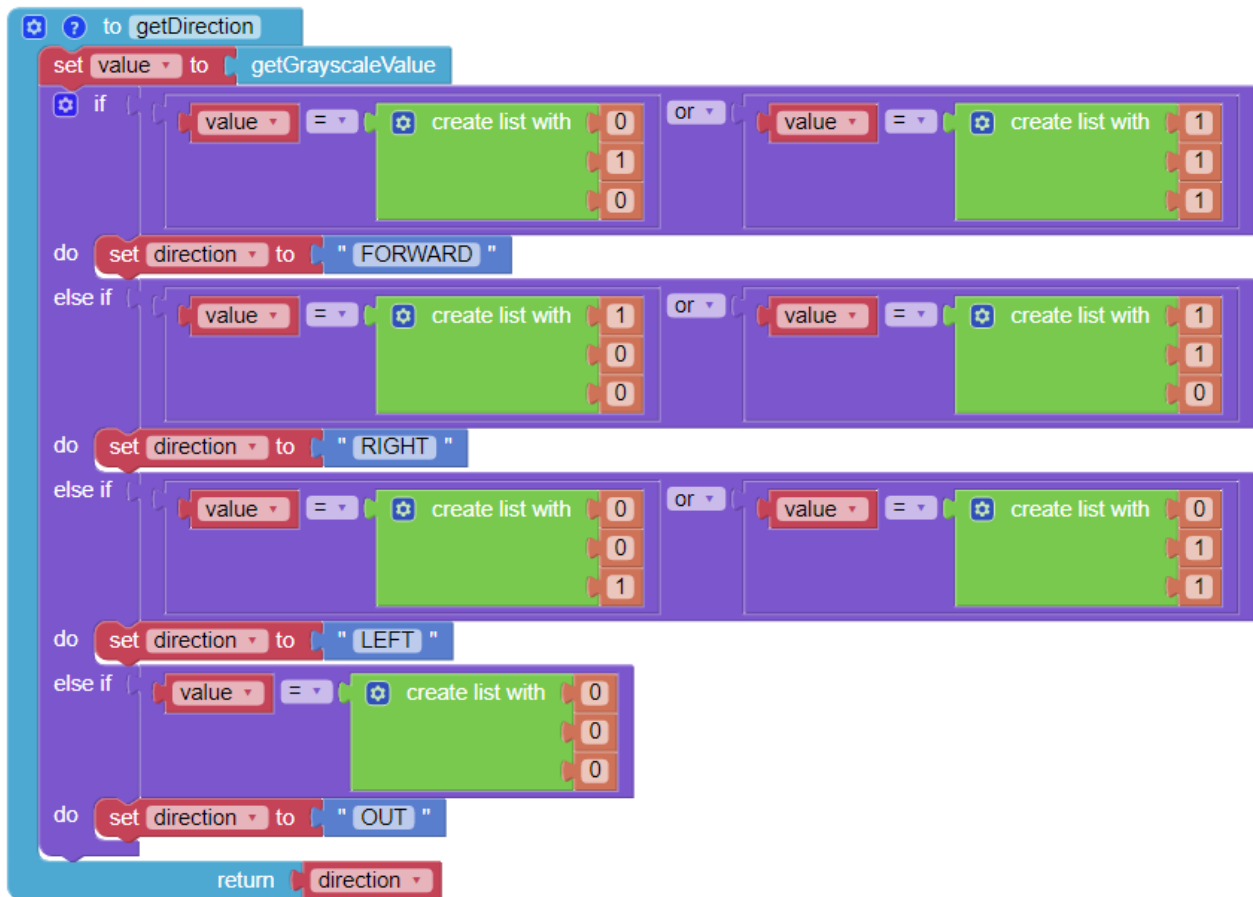 to getDirection
set value to getGrayscaleValue
if value = create list with 0 or value = create list with 1
1 1
0 1
do set direction to " FORWARD "
else if value = create list with 1 or value = create list with 1
0 1
0 0
do set direction to " RIGHT "
else if value = create list with 0 or value = create list with 0
0 1
1 1
do set direction to " LEFT "
else if value = create list with 0
0
0
do set direction to " OUT "
return direction